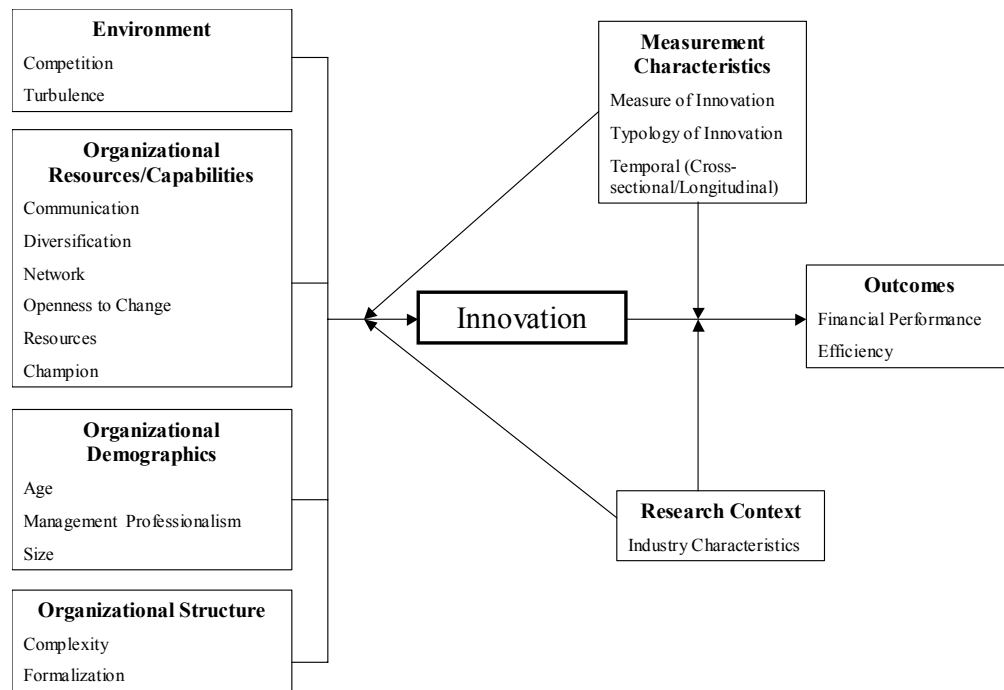 Environment
Competition
Turbulence
Organizational
Resources/Capabilities
Communication
Diversification
Network
Openness to Change
Resources
Champion
Organizational
Demographics
Age
Management Professionalism
Size
Organizational Structure
Complexity
Formalization
Innovation
Measurement
Characteristics
Measure of Innovation
Typology of Innovation
Temporal (Cross-
sectional/Longitudinal)
Research Context
Industry Characteristics
Outcomes
Financial Performance
Efficiency